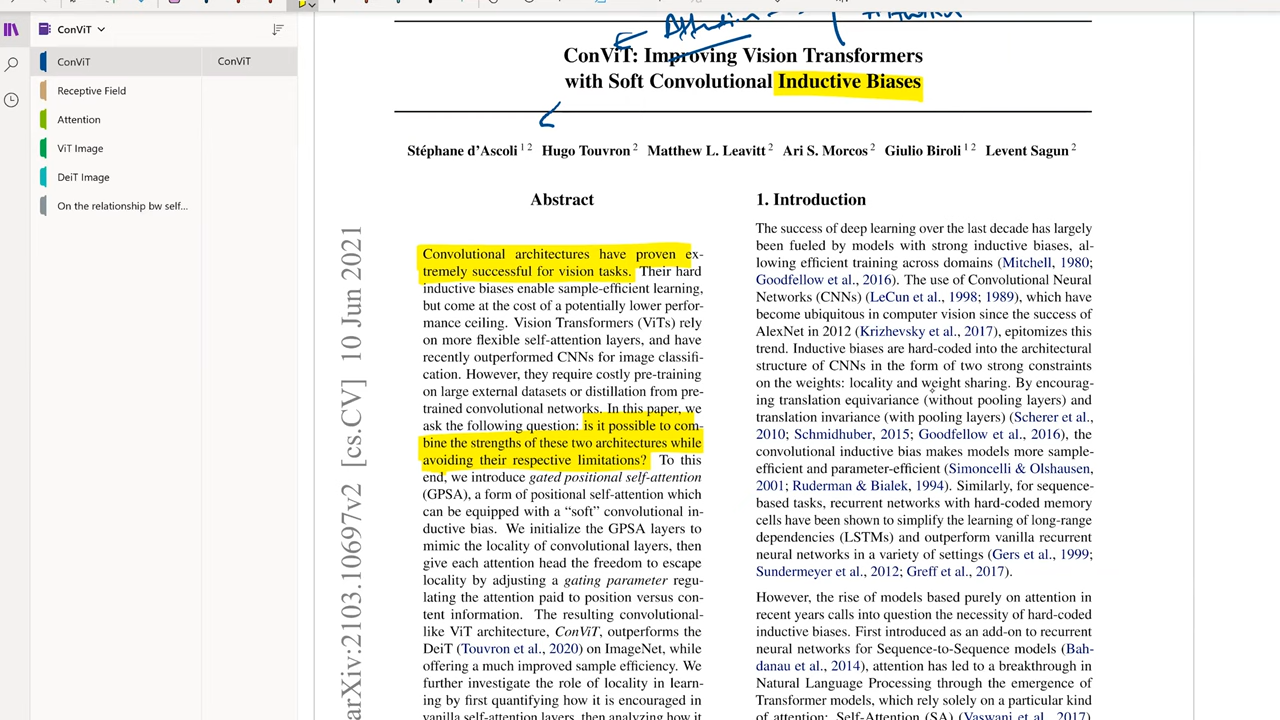 ConViT
ConViT
ConViT
Receptive Field
Attention
ViT Image
DeiT Image
On the relationship bw self...
Attention
ConViT: Improving Vision Transformers
with Soft Convolutional Inductive Biases
Stéphane d'Ascoli 1 2 Hugo Touvron 2 Matthew L. Leavitt 2 Ari S. Morcos 2 Giulio Biroli 1 2 Levent Sagun 2
arXiv:2103.10697v2 [cs.CV] 10 Jun 2021
Abstract
Convolutional architectures have proven ex-
tremely successful for vision tasks. Their hard
inductive biases enable sample-efficient learning,
but come at the cost of a potentially lower perfor-
mance ceiling. Vision Transformers (ViTs) rely
on more flexible self-attention layers, and have
recently outperformed CNNs for image classifi-
cation. However, they require costly pre-training
on large external datasets or distillation from pre-
trained convolutional networks. In this paper, we
ask the following question: is it possible to com-
bine the strengths of these two architectures while
avoiding their respective limitations? To this
end, we introduce gated positional self-attention
(GPSA), a form of positional self-attention which
can be equipped with a “soft” convolutional in-
ductive bias. We initialize the GPSA layers to
mimic the locality of convolutional layers, then
give each attention head the freedom to escape
locality by adjusting a gating parameter regu-
lating the attention paid to position versus con-
tent information. The resulting convolutional-
like ViT architecture, ConViT, outperforms the
DeiT (Touvron et al., 2020) on ImageNet, while
offering a much improved sample efficiency. We
further investigate the role of locality in learn-
ing by first quantifying how it is encouraged in
vanilla self-attention layers, then analyzing how it
1. Introduction
The success of deep learning over the last decade has largely
been fueled by models with strong inductive biases, al-
lowing efficient training across domains (Mitchell, 1980;
Goodfellow et al., 2016). The use of Convolutional Neural
Networks (CNNs) (LeCun et al., 1998; 1989), which have
become ubiquitous in computer vision since the success of
AlexNet in 2012 (Krizhevsky et al., 2017), epitomizes this
trend. Inductive biases are hard-coded into the architectural
structure of CNNs in the form of two strong constraints
on the weights: locality and weight sharing. By encourag-
ing translation equivariance (without pooling layers) and
translation invariance (with pooling layers) (Scherer et al.,
2010; Schmidhuber, 2015; Goodfellow et al., 2016), the
convolutional inductive bias makes models more sample-
efficient and parameter-efficient (Simoncelli & Olshausen,
2001; Ruderman & Bialek, 1994). Similarly, for sequence-
based tasks, recurrent networks with hard-coded memory
cells have been shown to simplify the learning of long-range
dependencies (LSTMs) and outperform vanilla recurrent
neural networks in a variety of settings (Gers et al., 1999;
Sundermeyer et al., 2012; Greff et al., 2017).
However, the rise of models based purely on attention in
recent years calls into question the necessity of hard-coded
inductive biases. First introduced as an add-on to recurrent
neural networks for Sequence-to-Sequence models (Bah-
danau et al., 2014), attention has led to a breakthrough in
Natural Language Processing through the emergence of
Transformer models, which rely solely on a particular kind
of attention: Self-Attention (SA) (Vaswani et al., 2017).